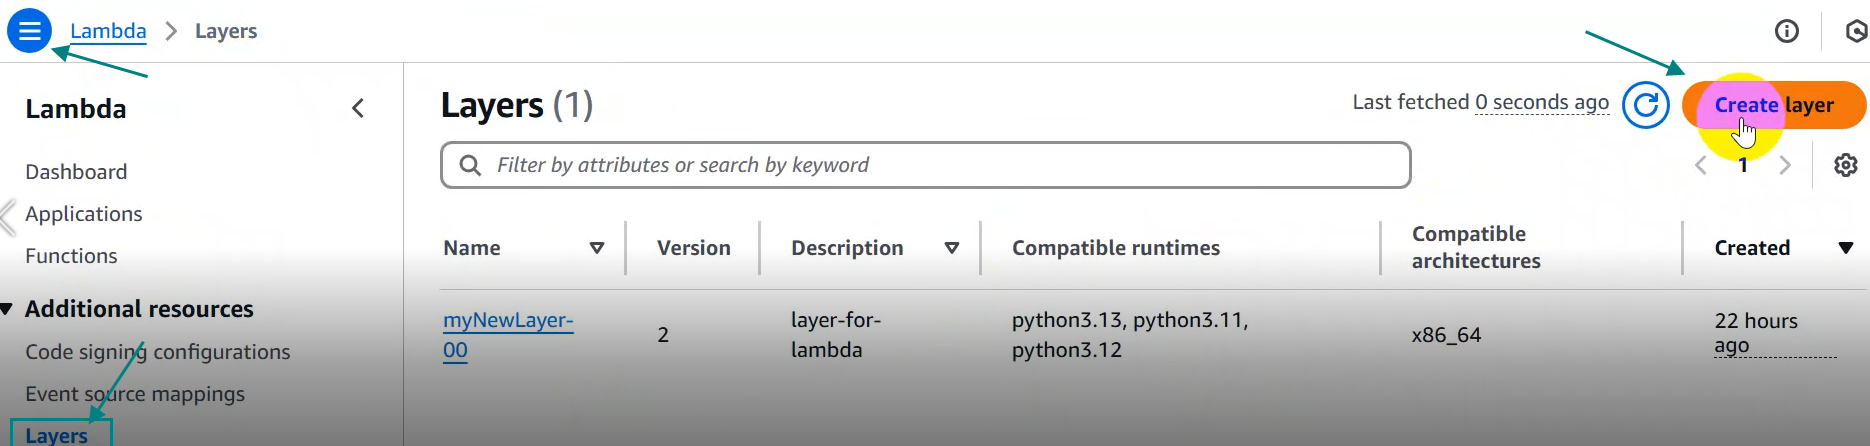 Lambda > Layers
Lambda
Dashboard
Applications
Functions
Additional resources
Code signing configurations
Event source mappings
Layers
Layers (1)
Last fetched 0 seconds ago
Create layer
Filter by attributes or search by keyword
1
Name
Version
Description
Compatible runtimes
Compatible
architectures
Created
myNewLayer-
00
2
layer-for-
lambda
python3.13, python3.11,
python3.12
x86_64
22 hours
ago